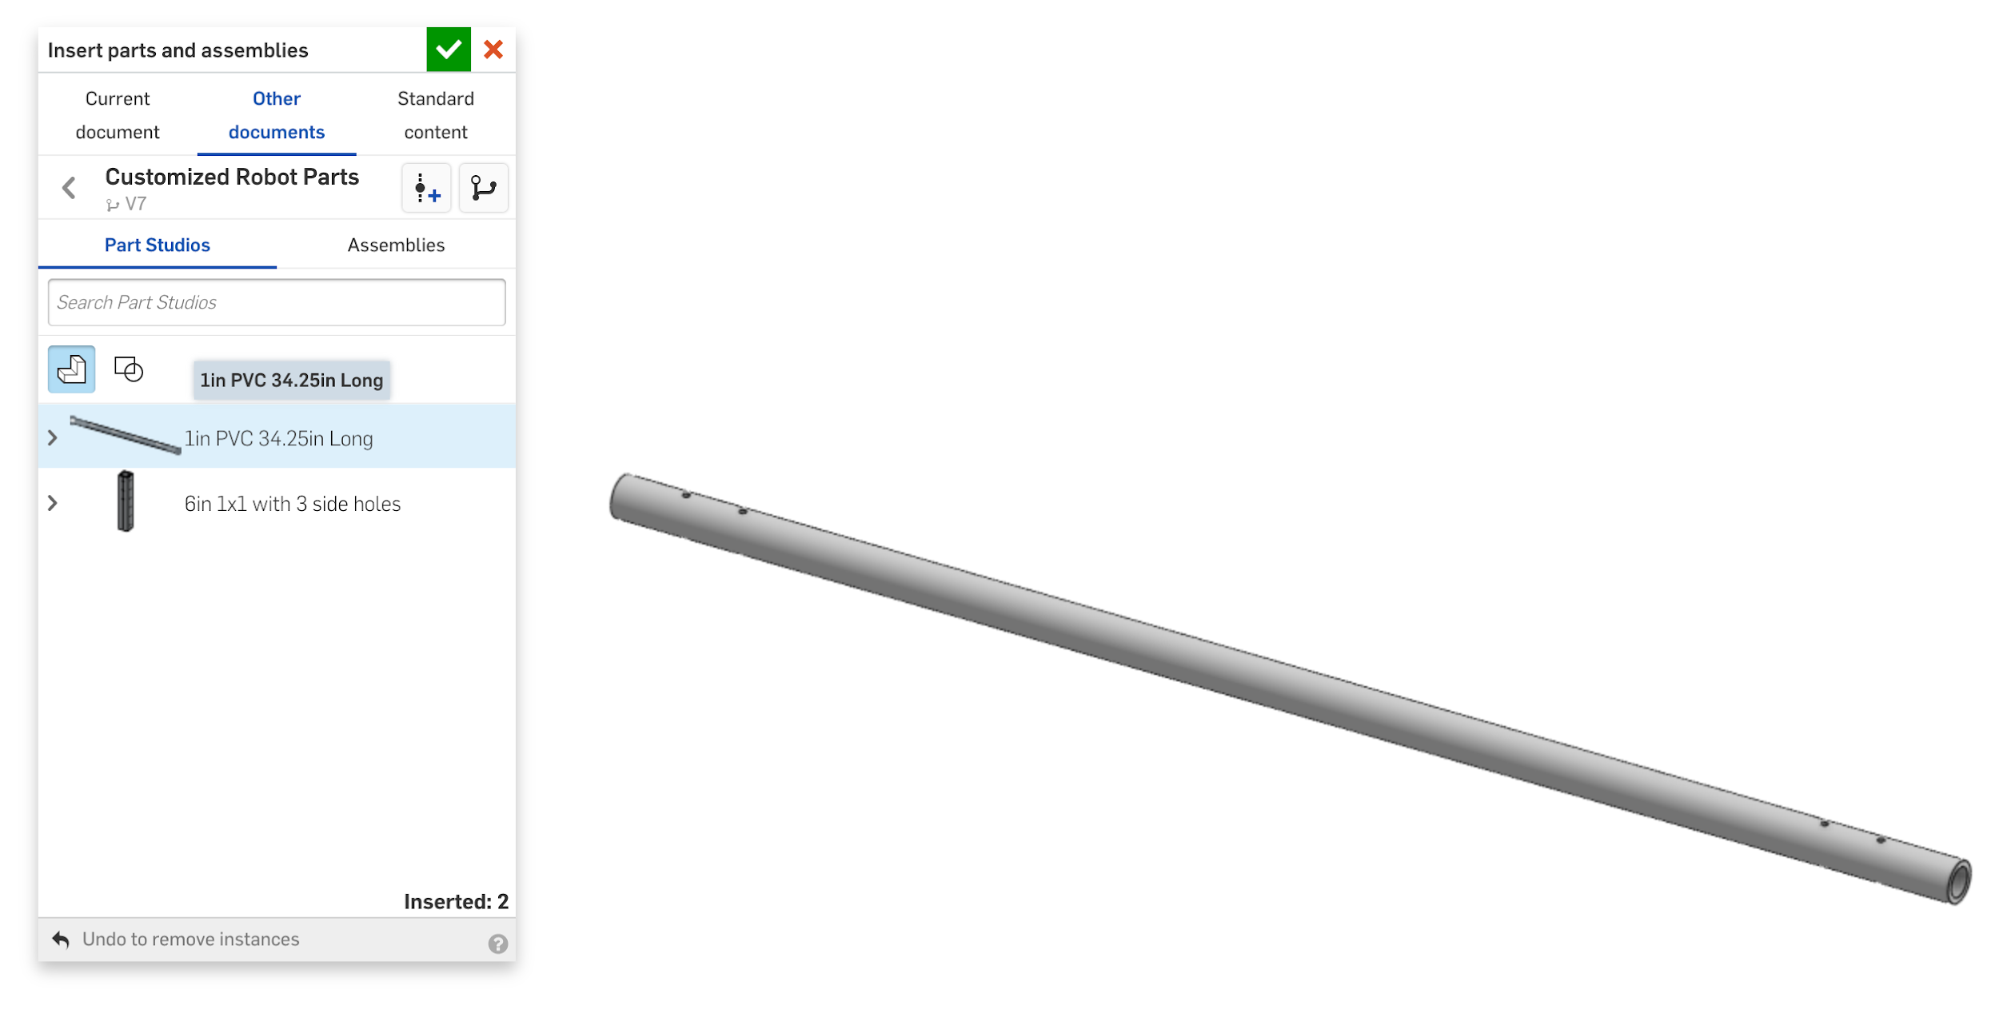 Insert parts and assemblies
Current document
Other documents
Standard content
Customized Robot Parts
V7
Part Studios
Assemblies
Search Part Studios
1in PVC 34.25in Long
1in PVC 34.25in Long
6in 1x1 with 3 side holes
Inserted: 2
Undo to remove instances
?